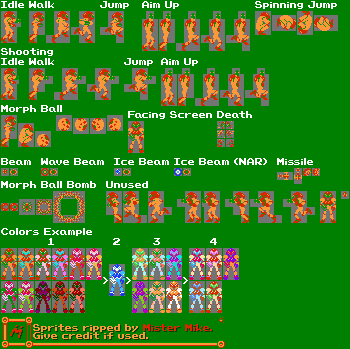 Idle Walk Jump Aim Up Spinning Jump
Shooting
Idle Walk Jump Aim Up
Morph Ball
Facing Screen Death
Beam Wave Beam Ice Beam Ice Beam (NAR) Missile
Morph Ball Bomb Unused
Colors Example
1 2 3 4
> > >
Sprites ripped by Mister Mike.
Give credit if used.